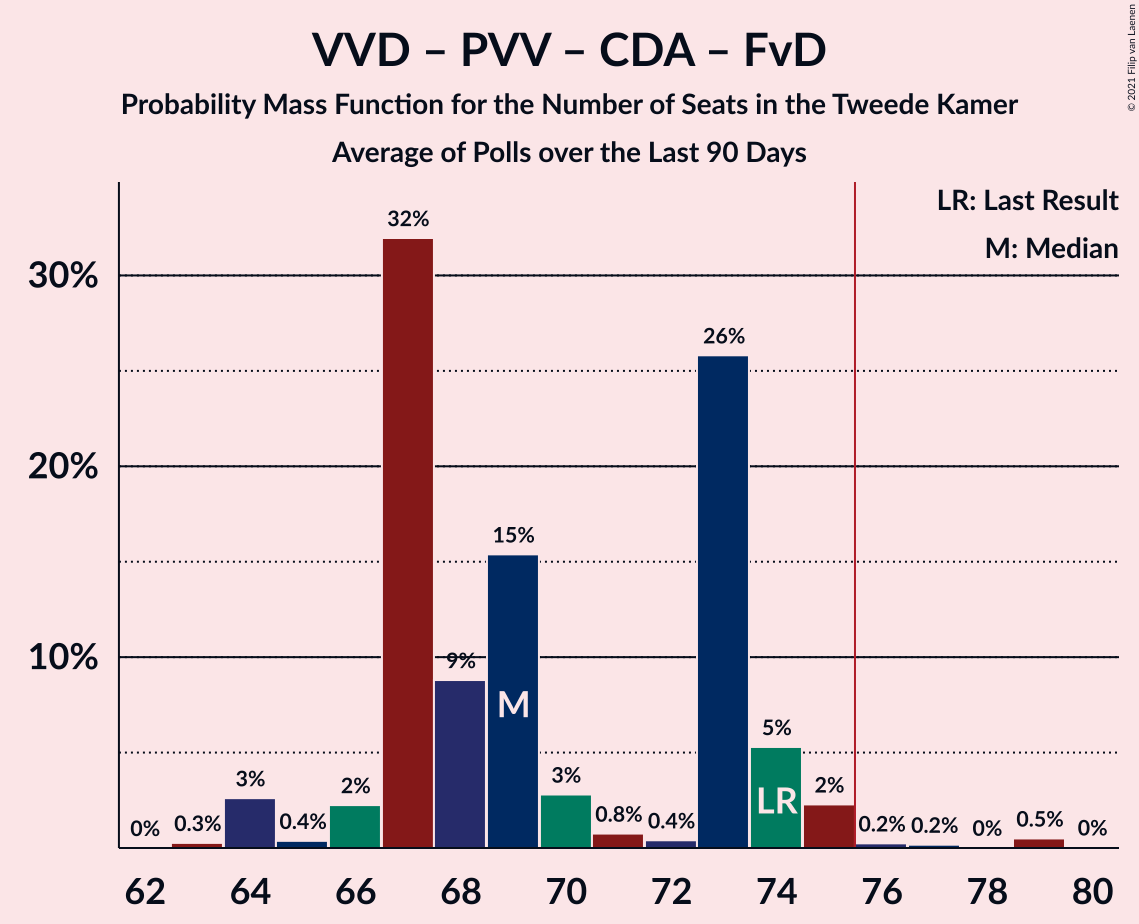 VVD – PVV – CDA – FvD
Probability Mass Function for the Number of Seats in the Tweede Kamer
Average of Polls over the Last 90 Days
© 2021 Filip van Laenen
LR: Last Result
M: Median
30%
20%
10%
0%
0.3%
3%
0.4%
2%
32%
9%
15%
3%
0.8%
0.4%
26%
5%
2%
0.2%
0.2%
0%
0.5%
0%
M
LR
62 64 66 68 70 72 74 76 78 80